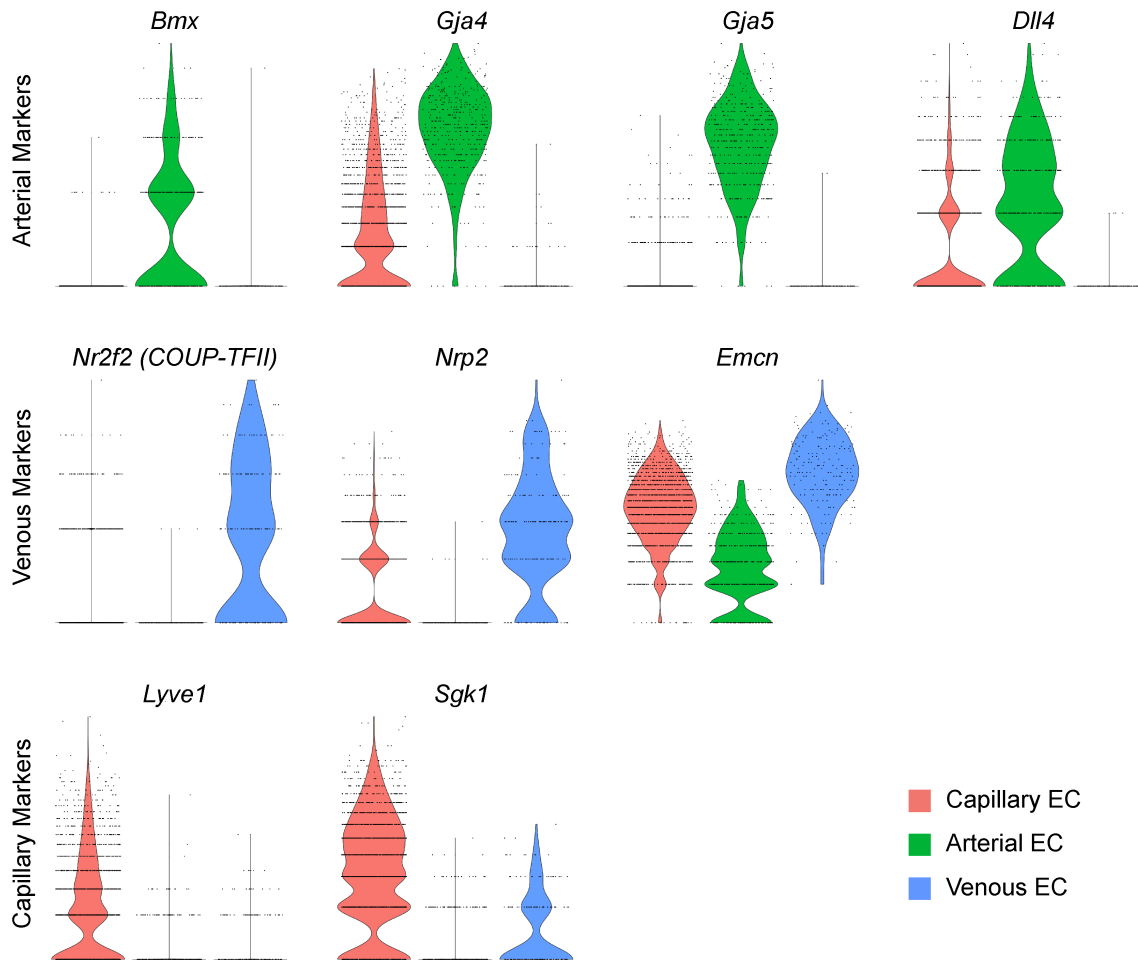 Bmx
Gja4
Gja5
Dll4
Arterial Markers
Nr2f2 (COUP-TFII)
Nrp2
Emcn
Venous Markers
Lyve1
Sgk1
Capillary Markers
Capillary EC
Arterial EC
Venous EC